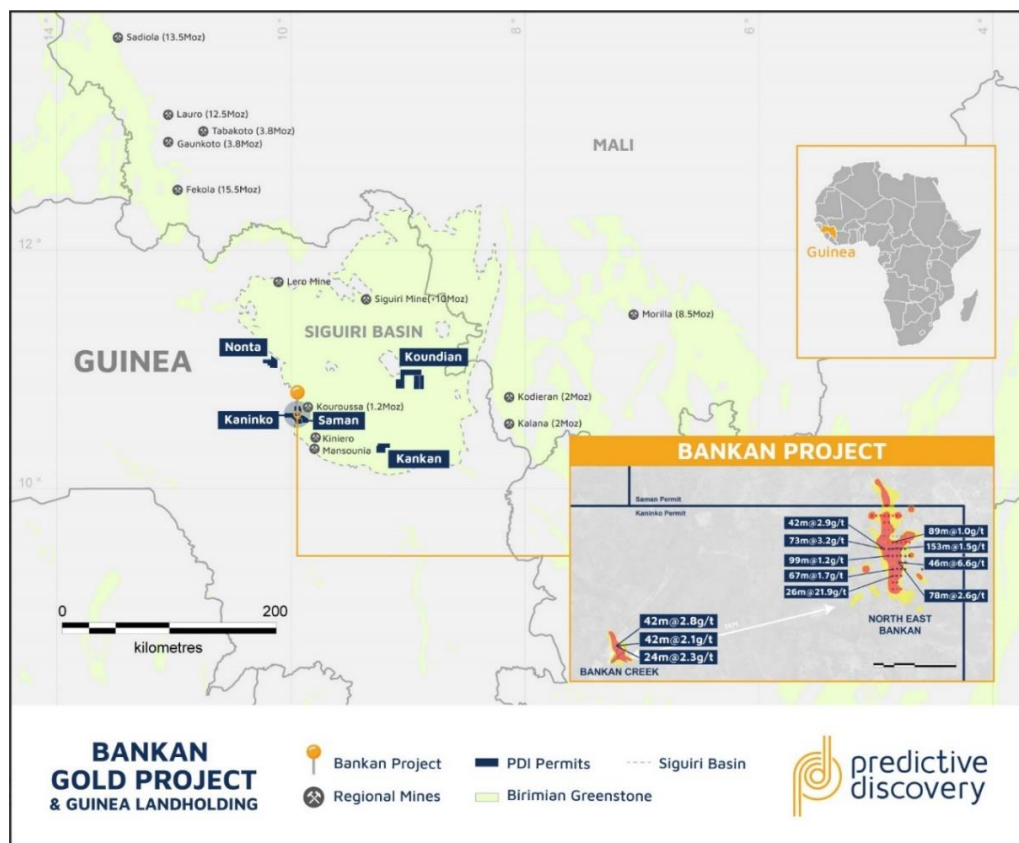 14°
10°
8°
6°
4°
Sadiola (13.5Moz)
Lauro (12.5Moz)
Tabakoto (3.8Moz)
Gaunkoto (3.8Moz)
MALI
Fekola (15.5Moz)
Guinea
12°
Lero Mine
Siguiri Mine(+10Moz)
SIGUIRI BASIN
Morilla (8.5Moz)
GUINEA
Nonta
Koundian
Kouroussa (1.2Moz)
Kodieran (2Moz)
Kaninko
Saman
Kalana (2Moz)
Kiniero
Mansounia
Kankan
10°
BANKAN PROJECT
Saman Permit
Kaninko Permit
42m@2.9g/t
89m@1.0g/t
73m@3.2g/t
153m@1.5g/t
99m@1.2g/t
46m@6.6g/t
67m@1.7g/t
26m@21.9g/t
78m@2.6g/t
NORTH EAST
BANKAN
42m@2.8g/t
42m@2.1g/t
24m@2.3g/t
BANKAN CREEK
0
200
kilometres
BANKAN
GOLD PROJECT
& GUINEA LANDHOLDING
Bankan Project
PDI Permits
Siguiri Basin
Regional Mines
Birimian Greenstone
predictive
discovery